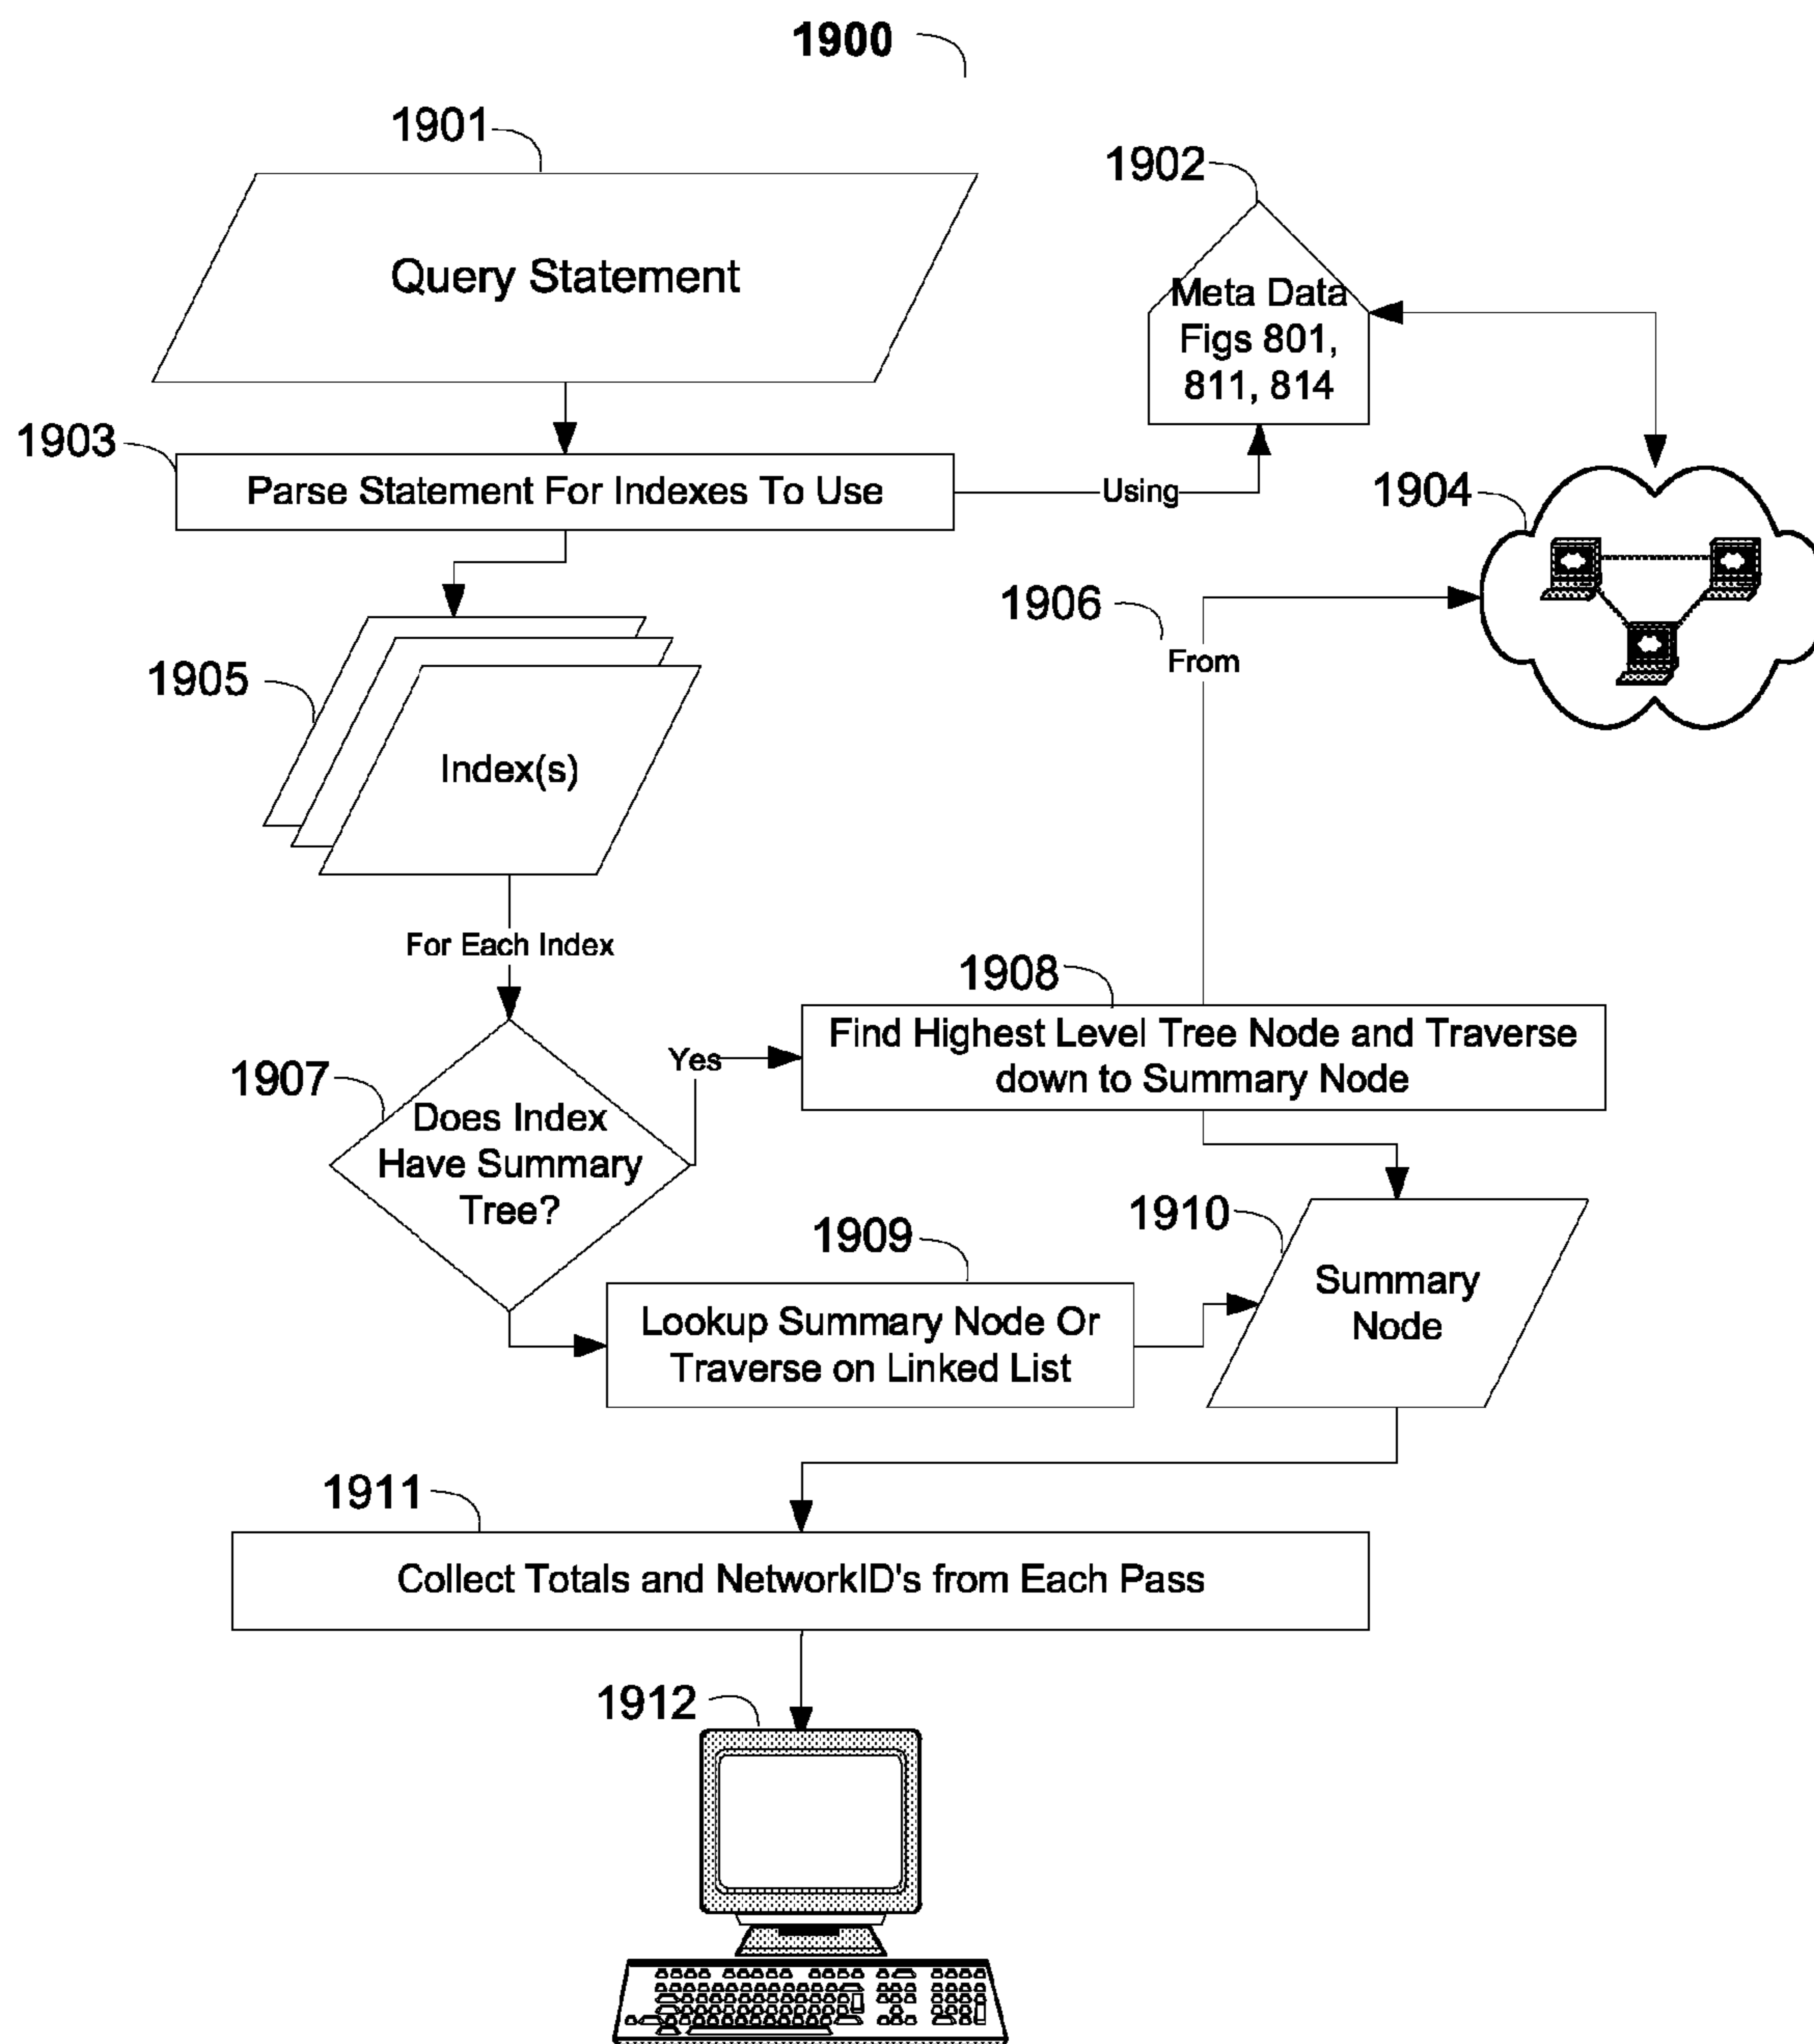 1900
1901
1902
Query Statement
Meta Data
Figs 801,
811, 814
1903
Parse Statement For Indexes To Use
Using
1904
1906
From
1905
Index(s)
For Each Index
1908
Find Highest Level Tree Node and Traverse
down to Summary Node
Yes
1907
Does Index
Have Summary
Tree?
1909
Lookup Summary Node Or
Traverse on Linked List
1910
Summary
Node
1911
Collect Totals and NetworkID's from Each Pass
1912